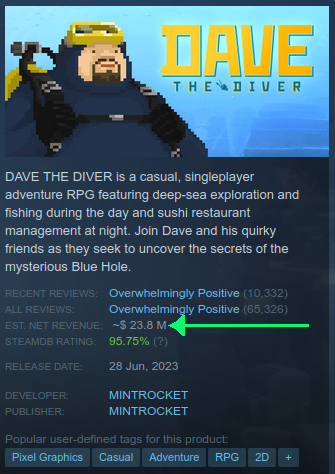 DAVE
THE DIVER
DAVE THE DIVER is a casual, singleplayer
adventure RPG featuring deep-sea exploration and
fishing during the day and sushi restaurant
management at night. Join Dave and his quirky
friends as they seek to uncover the secrets of the
mysterious Blue Hole.
RECENT REVIEWS: Overwhelmingly Positive (10,332)
ALL REVIEWS: Overwhelmingly Positive (65,326)
EST. NET REVENUE: ~$ 23.8 M
STEAMDB RATING: 95.75% (?)
RELEASE DATE: 28 Jun, 2023
DEVELOPER: MINTROCKET
PUBLISHER: MINTROCKET
Popular user-defined tags for this product:
Pixel Graphics Casual Adventure RPG 2D +